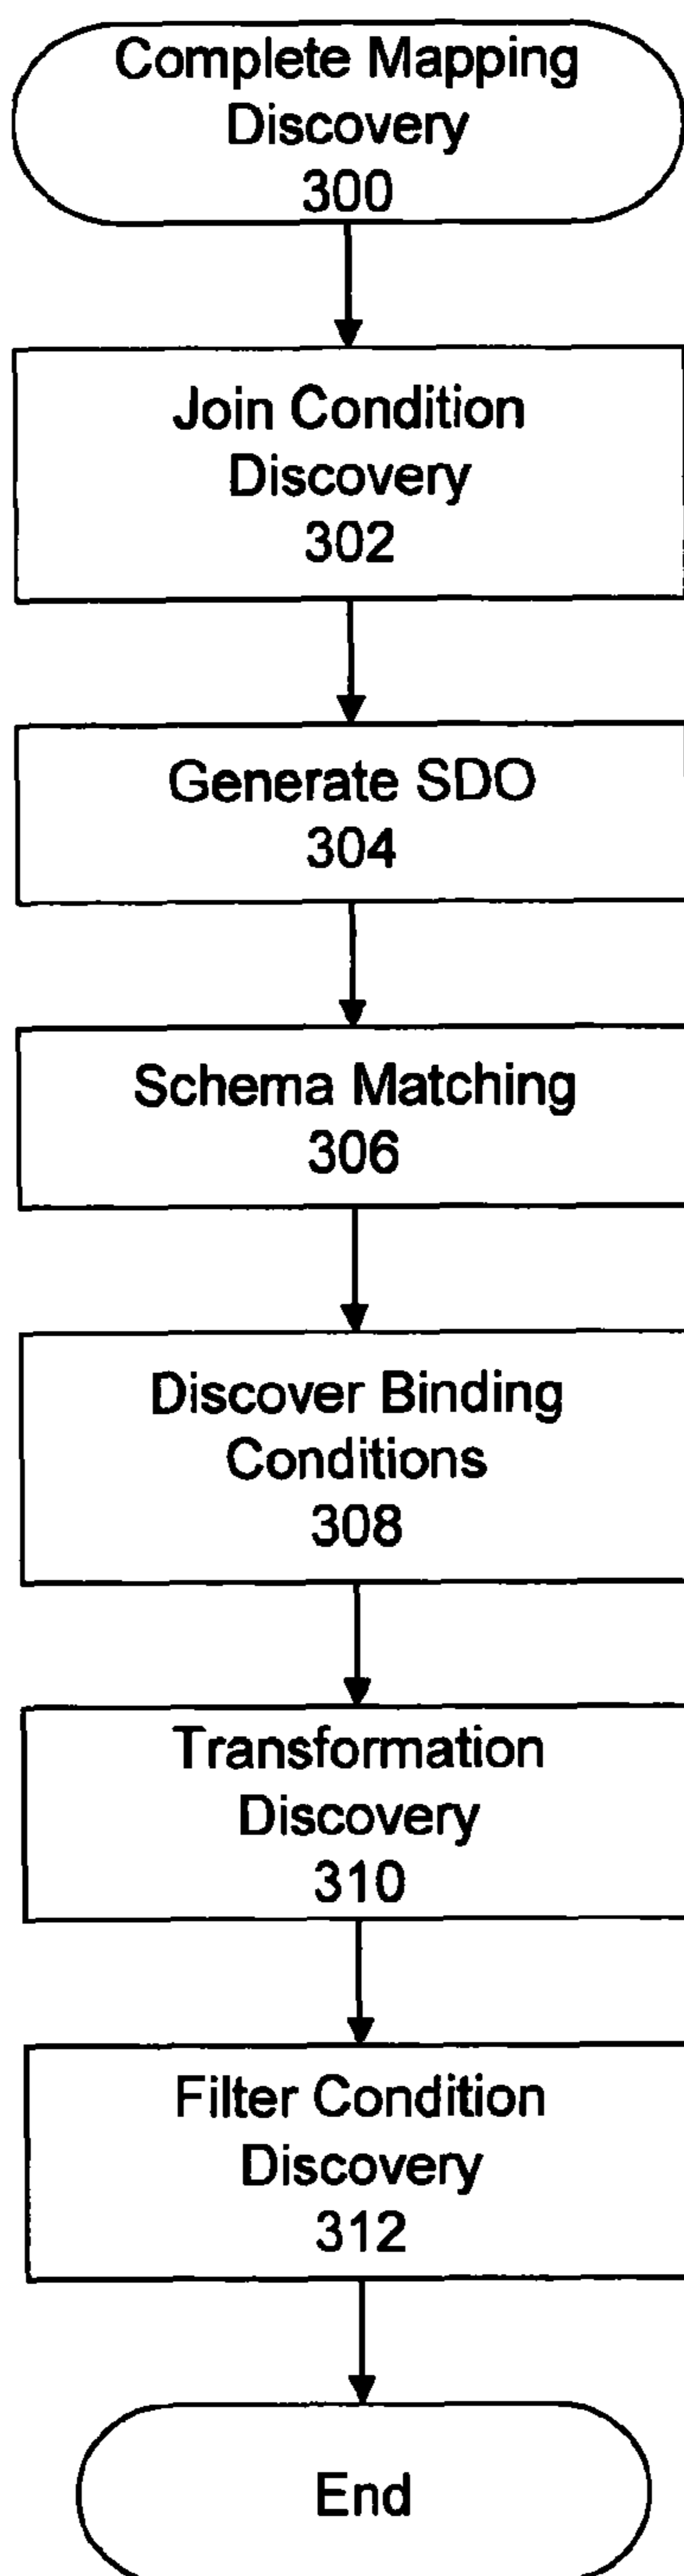 Complete Mapping
Discovery
300
Join Condition
Discovery
302
Generate SDO
304
Schema Matching
306
Discover Binding
Conditions
308
Transformation
Discovery
310
Filter Condition
Discovery
312
End